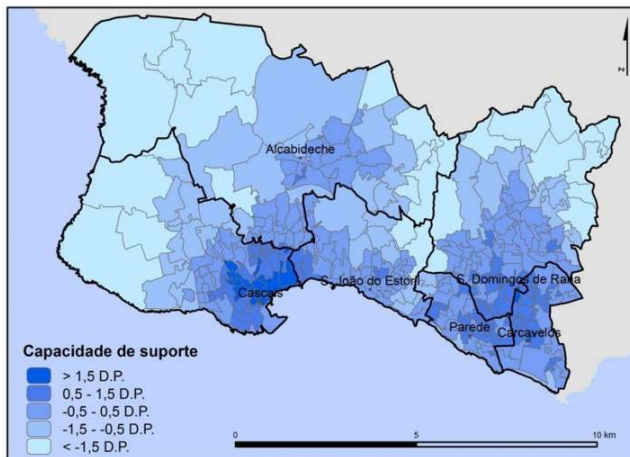 N
Alcabideche
S. João do Estoril
Cascais
S. Domingos de Rana
Parede
Carcavelos
Capacidade de suporte
> 1,5 D.P.
0,5 - 1,5 D.P.
-0,5 - 0,5 D.P.
-1,5 - -0,5 D.P.
< -1,5 D.P.
0 5 10 km